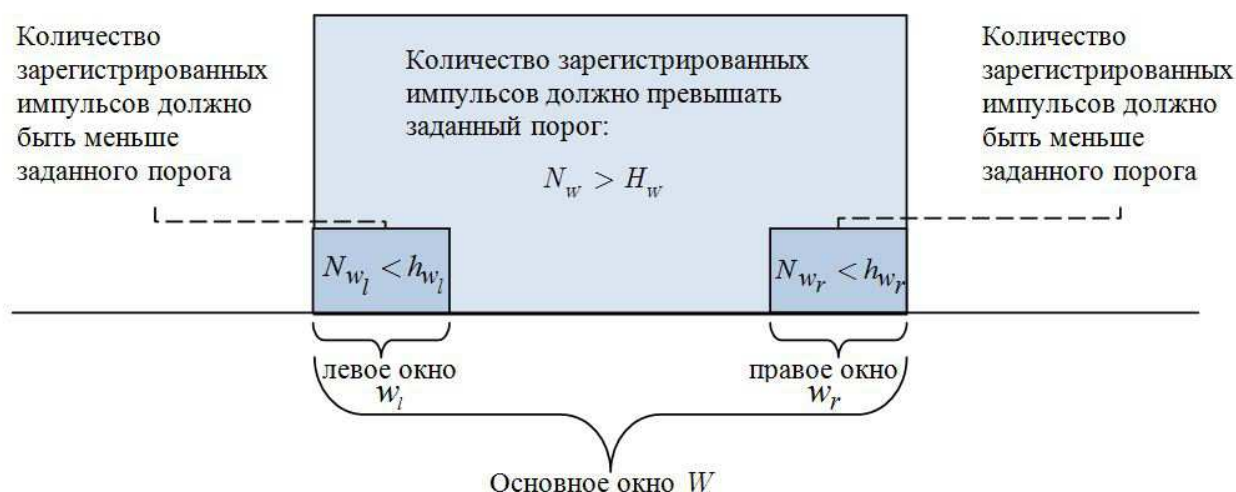 Количество
зарегистрированных
импульсов должно
быть меньше
заданного порога
Количество зарегистрированных
импульсов должно превышать
заданный порог:
N_w > H_w
Количество
зарегистрированных
импульсов должно
быть меньше
заданного порога
N_{w_l} < h_{w_l}
N_{w_r} < h_{w_r}
левое окно
w_l
правое окно
w_r
Основное окно W